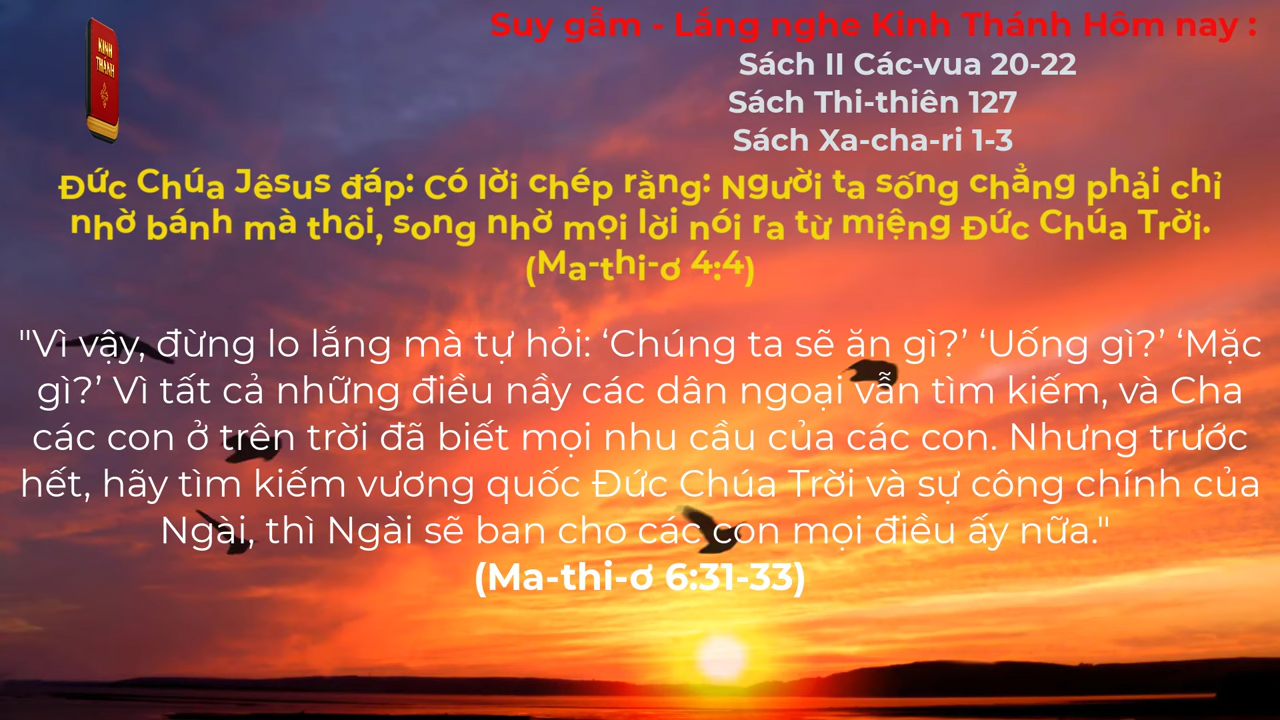 Suy gẫm - Lắng nghe Kinh Thánh Hôm nay :
KINH
THÁNH
Sách II Các-vua 20-22
Sách Thi-thiên 127
Sách Xa-cha-ri 1-3
Đức Chúa Jêsus đáp: Có lời chép rằng: Người ta sống chẳng phải chỉ
nhờ bánh mà thôi, song nhờ mọi lời nói ra từ miệng Đức Chúa Trời.
(Ma-thi-ơ 4:4)
"Vì vậy, đừng lo lắng mà tự hỏi: ‘Chúng ta sẽ ăn gì?’ ‘Uống gì?’ ‘Mặc
gì?’ Vì tất cả những điều nầy các dân ngoại vẫn tìm kiếm, và Cha
các con ở trên trời đã biết mọi nhu cầu của các con. Nhưng trước
hết, hãy tìm kiếm vương quốc Đức Chúa Trời và sự công chính của
Ngài, thì Ngài sẽ ban cho các con mọi điều ấy nữa."
(Ma-thi-ơ 6:31-33)